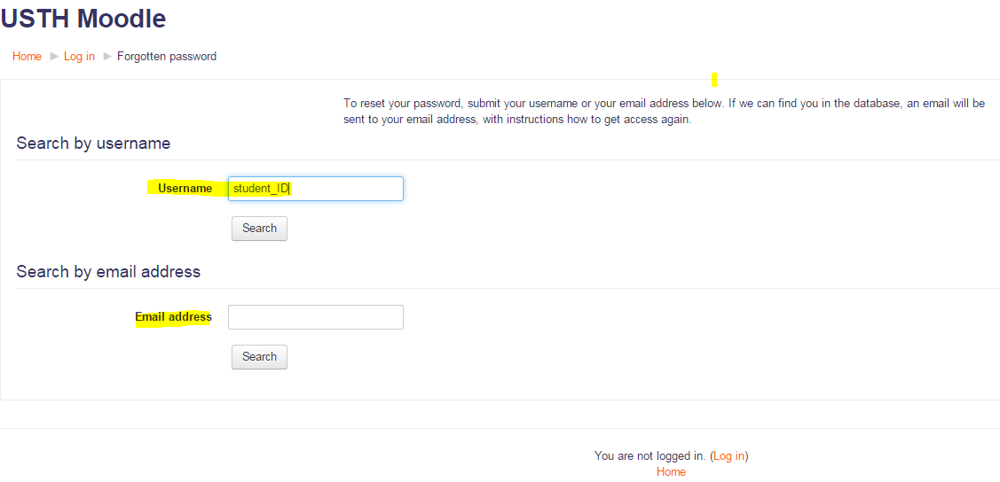 USTH Moodle
Home ▶ Log in ▶ Forgotten password
To reset your password, submit your username or your email address below. If we can find you in the database, an email will be
sent to your email address, with instructions how to get access again.
Search by username
Username student_ID
Search
Search by email address
Email address
Search
You are not logged in. (Log in)
Home